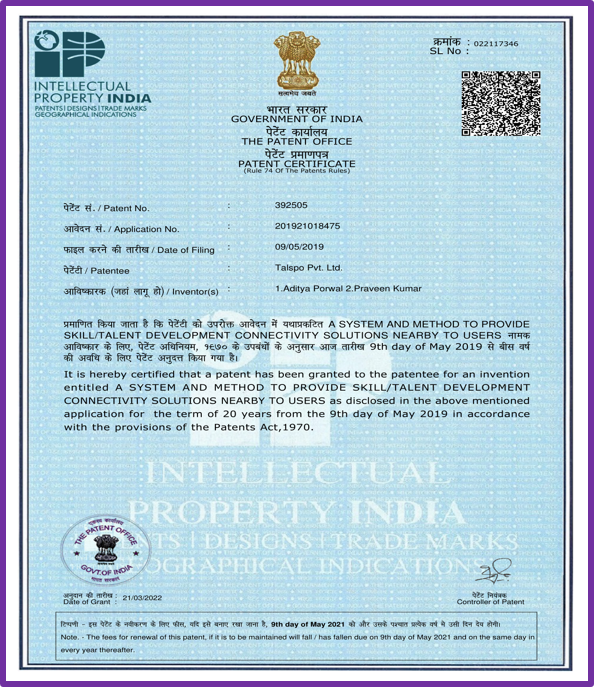 INTELLECTUAL
PROPERTY INDIA
PATENTS | DESIGNS | TRADE MARKS
GEOGRAPHICAL INDICATIONS
क्रमांक : 022117346
SL No :
सत्यमेव जयते
भारत सरकार
GOVERNMENT OF INDIA
पेटेंट कार्यालय
THE PATENT OFFICE
पेटेंट प्रमाणपत्र
PATENT CERTIFICATE
(Rule 74 Of The Patents Rules)
पेटेंट सं. / Patent No. : 392505
आवेदन सं. / Application No. : 201921018475
फाइल करने की तारीख / Date of Filing : 09/05/2019
पेटेंटी / Patentee : Talspo Pvt. Ltd.
आविष्कारक (जहां लागू हो) / Inventor(s) : 1.Aditya Porwal 2.Praveen Kumar
प्रमाणित किया जाता है कि पेटेंटी को उपरोक्त आवेदन में यथाप्रकटित A SYSTEM AND METHOD TO PROVIDE
SKILL/TALENT DEVELOPMENT CONNECTIVITY SOLUTIONS NEARBY TO USERS नामक
आविष्कार के लिए, पेटेंट अधिनियम, १९७० के उपबंधों के अनुसार आज तारीख 9th day of May 2019 से बीस वर्ष
की अवधि के लिए पेटेंट अनुदत्त किया गया है।
It is hereby certified that a patent has been granted to the patentee for an invention
entitled A SYSTEM AND METHOD TO PROVIDE SKILL/TALENT DEVELOPMENT
CONNECTIVITY SOLUTIONS NEARBY TO USERS as disclosed in the above mentioned
application for the term of 20 years from the 9th day of May 2019 in accordance
with the provisions of the Patents Act,1970.
INTELLECTUAL
PROPERTY INDIA
TS | DESIGNS | TRADE MARKS
OGRAPHICAL INDICATIONS
THE PATENT OFFICE
GOVT.OF INDIA
भारत सरकार
अनुदान की तारीख : 21/03/2022
Date of Grant :
पेटेंट नियंत्रक
Controller of Patent
टिप्पणी - इस पेटेंट के नवीकरण के लिए फीस, यदि इसे बनाए रखा जाना है, 9th day of May 2021 को और उसके पश्चात प्रत्येक वर्ष मे उसी दिन देय होगी।
Note. - The fees for renewal of this patent, if it is to be maintained will fall / has fallen due on 9th day of May 2021 and on the same day in
every year thereafter.